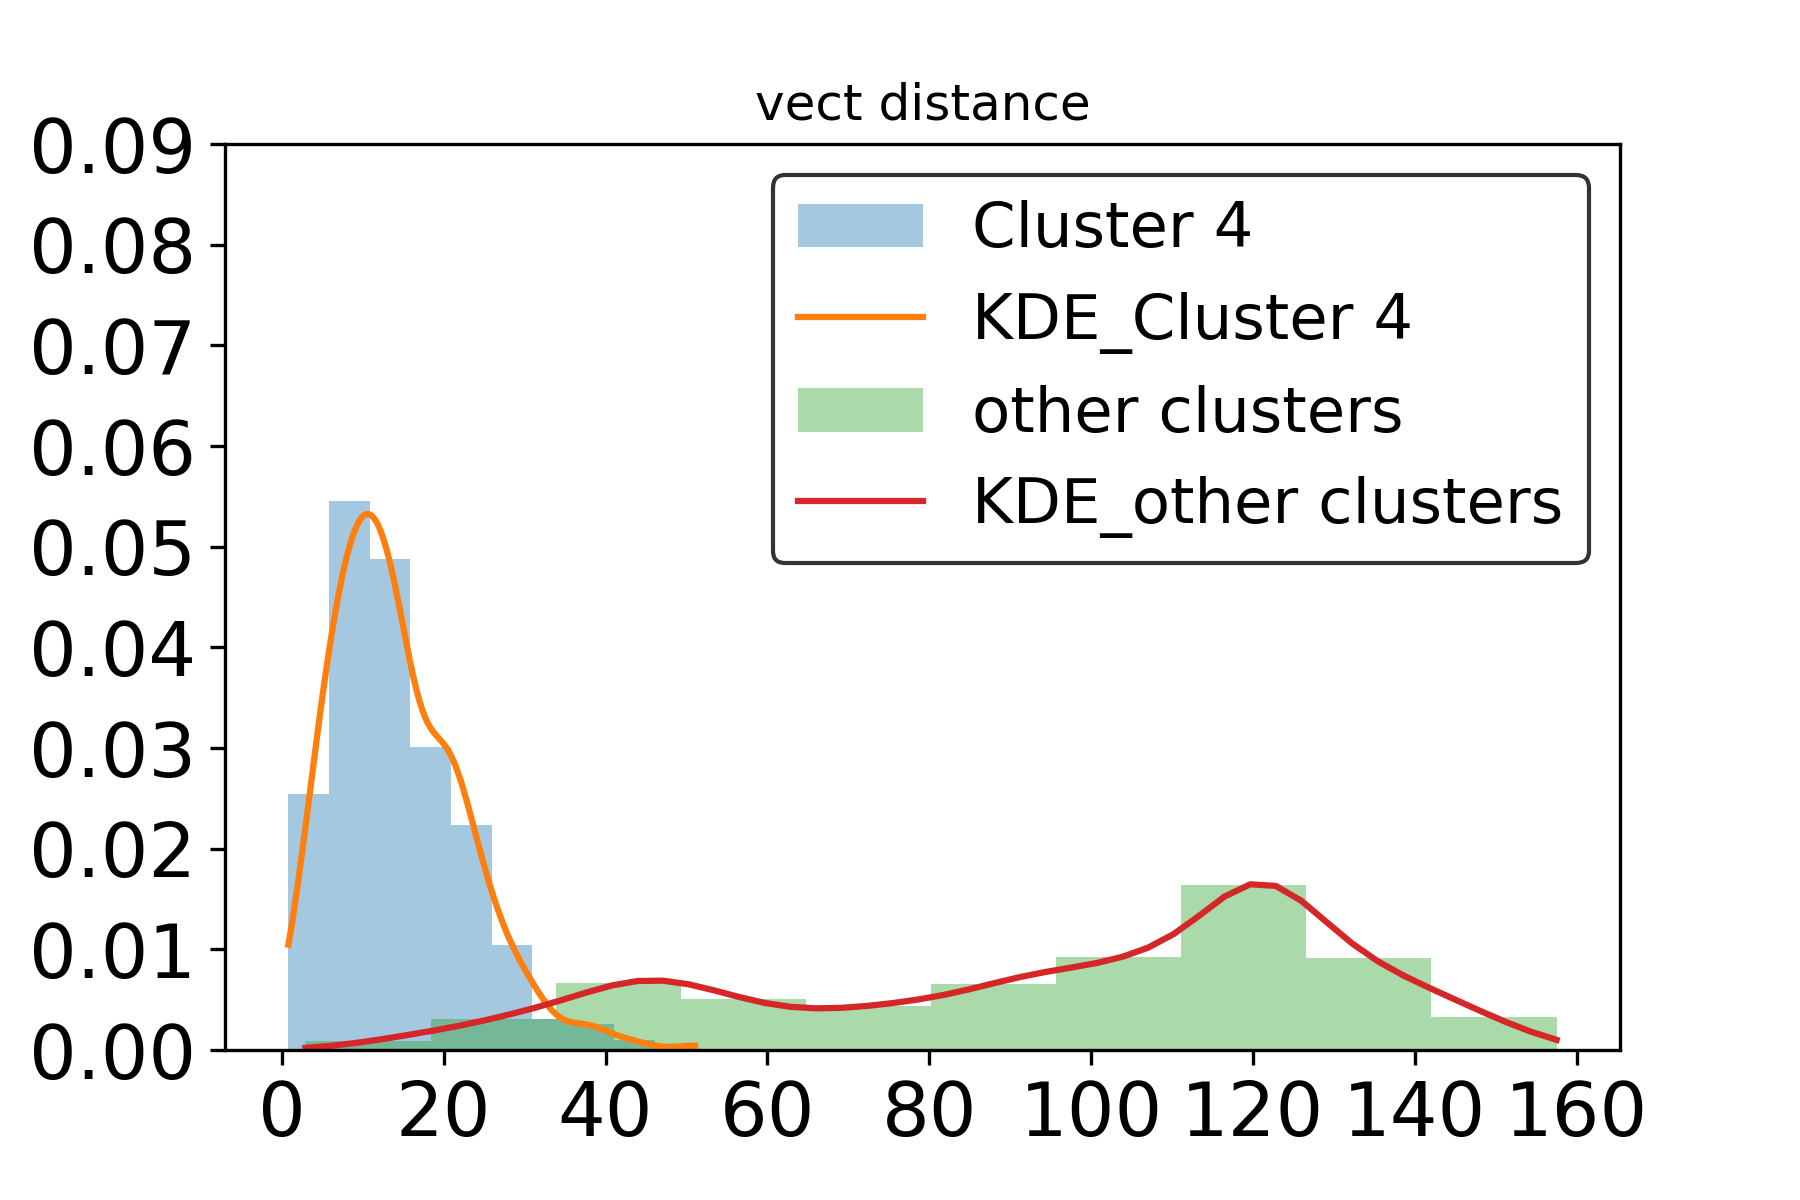 vect distance
0.09
0.08
0.07
0.06
0.05
0.04
0.03
0.02
0.01
0.00
Cluster 4
KDE_Cluster 4
other clusters
KDE_other clusters
0 20 40 60 80 100 120 140 160